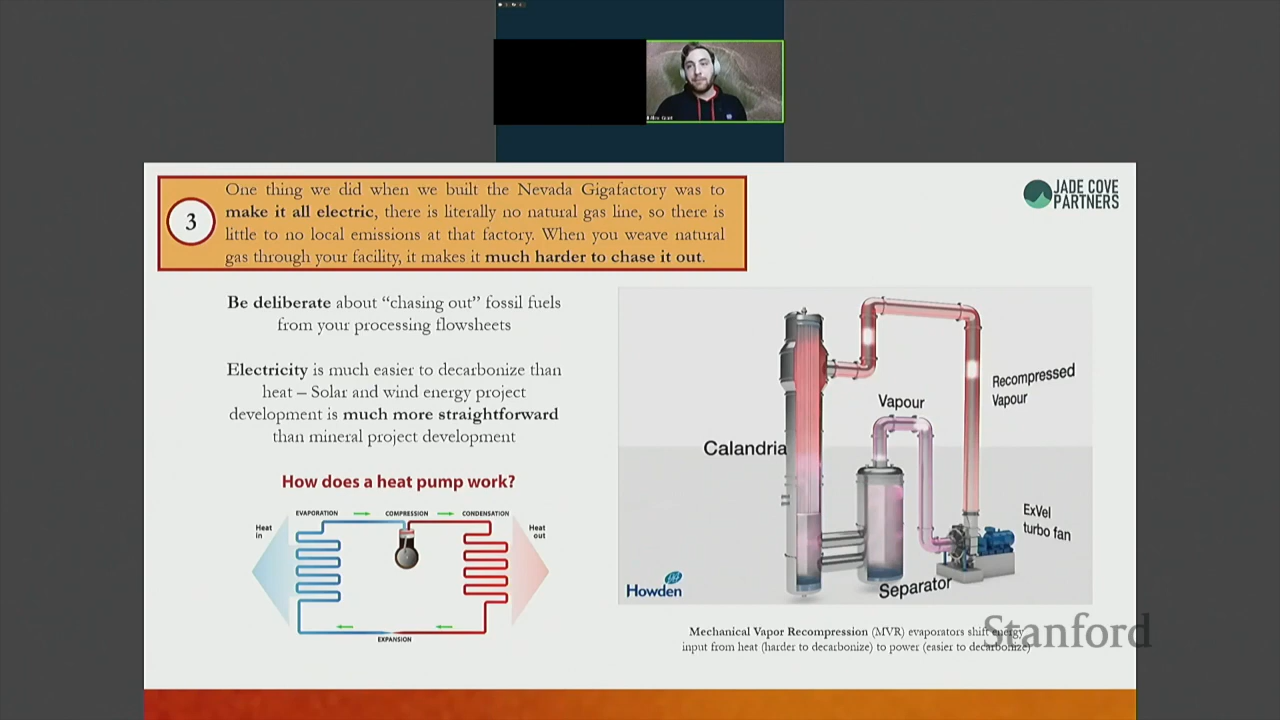 JADE COVE
PARTNERS
3
One thing we did when we built the Nevada Gigafactory was to
make it all electric, there is literally no natural gas line, so there is
little to no local emissions at that factory. When you weave natural
gas through your facility, it makes it much harder to chase it out.
Be deliberate about “chasing out” fossil fuels
from your processing flowsheets
Electricity is much easier to decarbonize than
heat – Solar and wind energy project
development is much more straightforward
than mineral project development
How does a heat pump work?
EVAPORATION
COMPRESSION
CONDENSATION
Heat
in
Heat
out
EXPANSION
Calandria
Vapour
Recompressed
Vapour
ExVel
turbo fan
Separator
Howden
Mechanical Vapor Recompression (MVR) evaporators shift energy
input from heat (harder to decarbonize) to power (easier to decarbonize)
Stanford